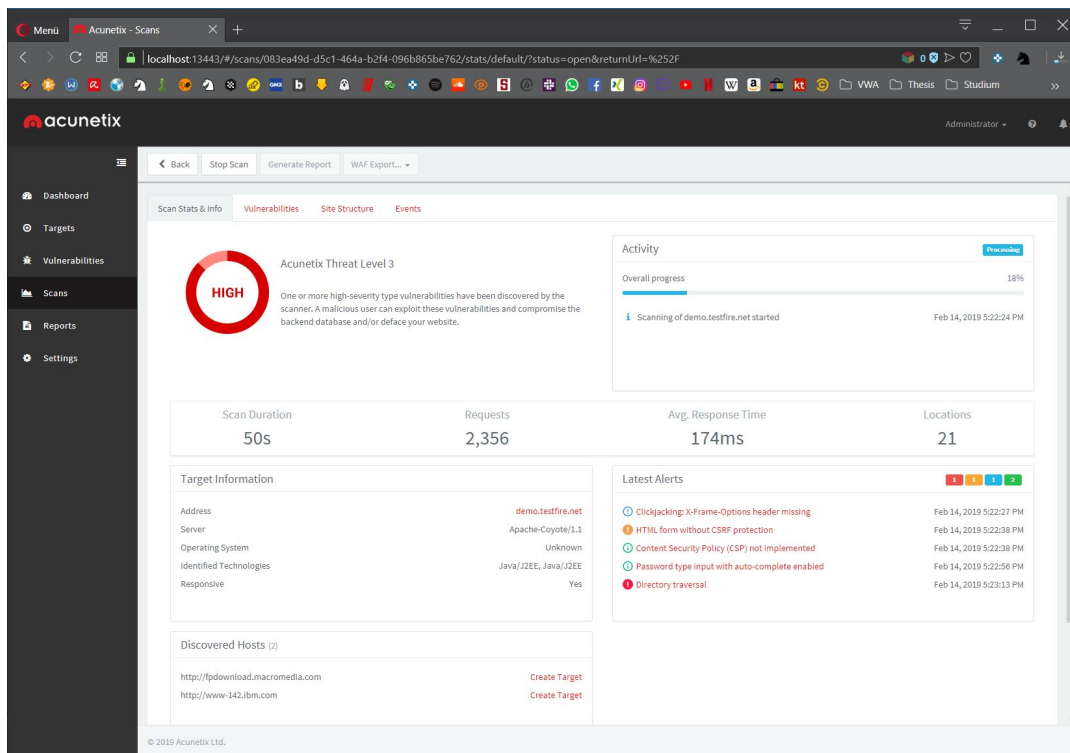 Menü
Acunetix - Scans
localhost:13443/#/scans/083ea49d-d5c1-464a-b2f4-096b865be762/stats/default/?status=open&returnUrl=%252F
0
GMX
b
S
f
W
a
kt
VWA
Thesis
Studium
acunetix
Administrator
Back
Stop Scan
Generate Report
WAF Export...
Dashboard
Targets
Vulnerabilities
Scans
Reports
Settings
Scan Stats & Info
Vulnerabilities
Site Structure
Events
HIGH
Acunetix Threat Level 3
One or more high-severity type vulnerabilities have been discovered by the
scanner. A malicious user can exploit these vulnerabilities and compromise the
backend database and/or deface your website.
Activity
Processing
Overall progress
18%
Scanning of demo.testfire.net started
Feb 14, 2019 5:22:24 PM
Scan Duration
50s
Requests
2,356
Avg. Response Time
174ms
Locations
21
Target Information
Address
demo.testfire.net
Server
Apache-Coyote/1.1
Operating System
Unknown
Identified Technologies
Java/J2EE, Java/J2EE
Responsive
Yes
Latest Alerts
1 1 1 2
Clickjacking: X-Frame-Options header missing
Feb 14, 2019 5:22:27 PM
HTML form without CSRF protection
Feb 14, 2019 5:22:38 PM
Content Security Policy (CSP) not implemented
Feb 14, 2019 5:22:38 PM
Password type input with auto-complete enabled
Feb 14, 2019 5:22:56 PM
Directory traversal
Feb 14, 2019 5:23:13 PM
Discovered Hosts (2)
http://fpdownload.macromedia.com
Create Target
http://www-142.ibm.com
Create Target
© 2019 Acunetix Ltd.